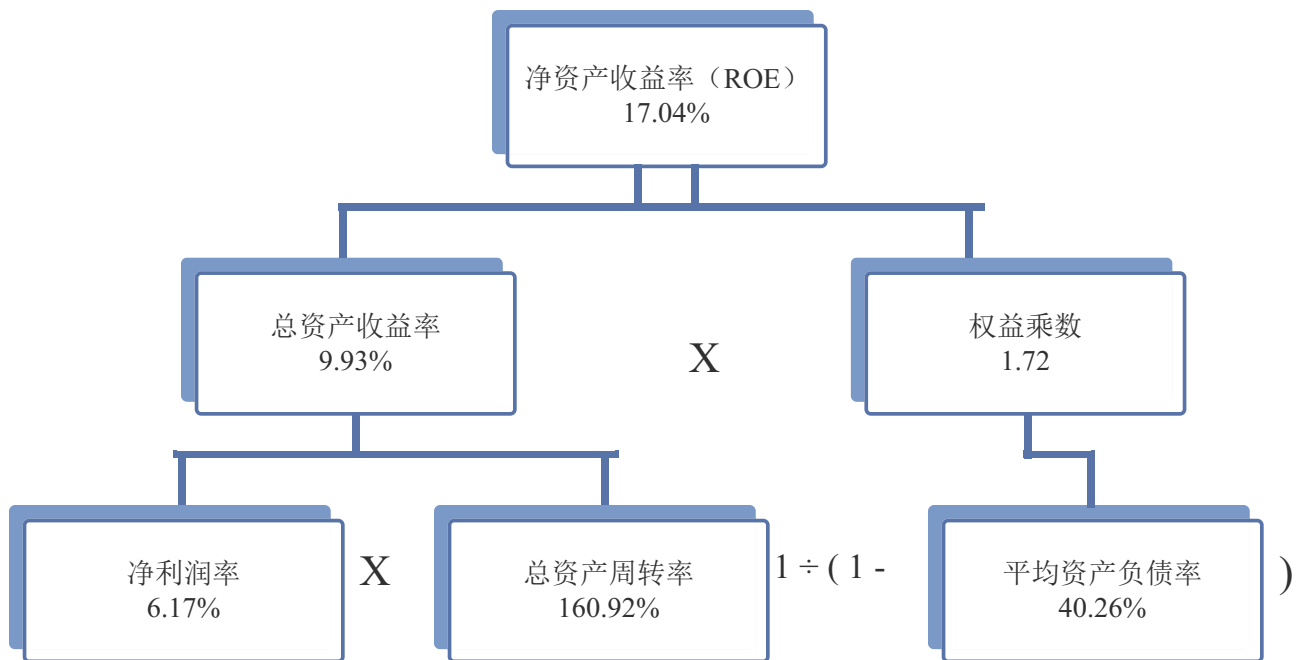 净资产收益率（ROE）
17.04%
总资产收益率
9.93%
X
权益乘数
1.72
净利润率
6.17%
X
总资产周转率
160.92%
1 ÷ ( 1 -
平均资产负债率
40.26%
)